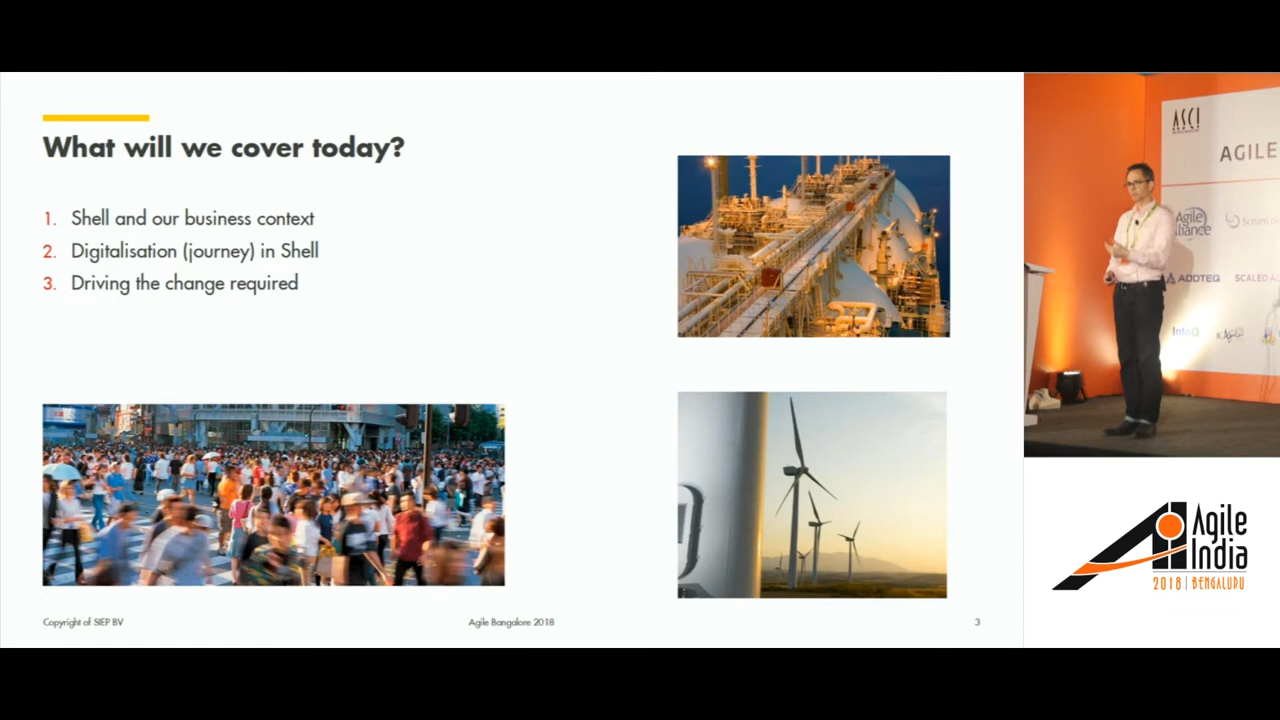 What will we cover today?
1. Shell and our business context
2. Digitalisation (journey) in Shell
3. Driving the change required
Copyright of SIEP BV
Agile Bangalore 2018
3
ASCI
AGILE
Agile
Alliance
Scrum
ADDTEQ
SCALED A
InfoQ
Agile
India
2018 | BENGALURU